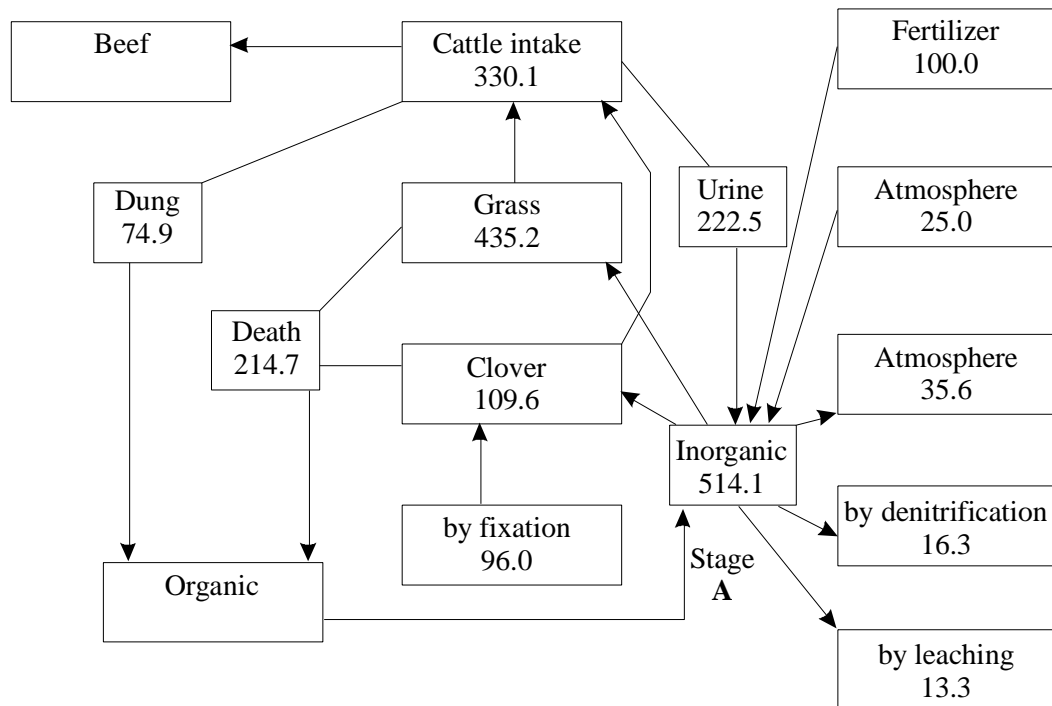 Beef
Cattle intake
330.1
Fertilizer
100.0
Dung
74.9
Grass
435.2
Urine
222.5
Atmosphere
25.0
Death
214.7
Clover
109.6
Atmosphere
35.6
Inorganic
514.1
by fixation
96.0
by denitrification
16.3
Organic
Stage
A
by leaching
13.3